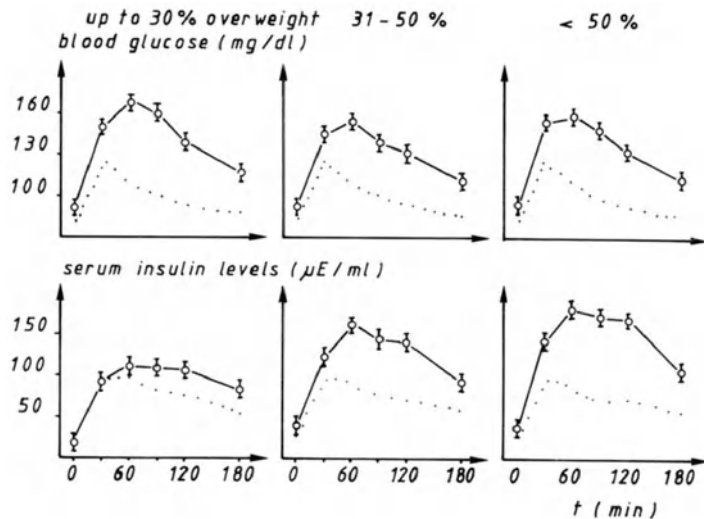 up to 30% overweight 31-50 % < 50 %
blood glucose (mg/dl)
160
130
100
serum insulin levels (µE/ml)
150
100
50
0 60 120 180 0 60 120 180 0 60 120 180
t (min)